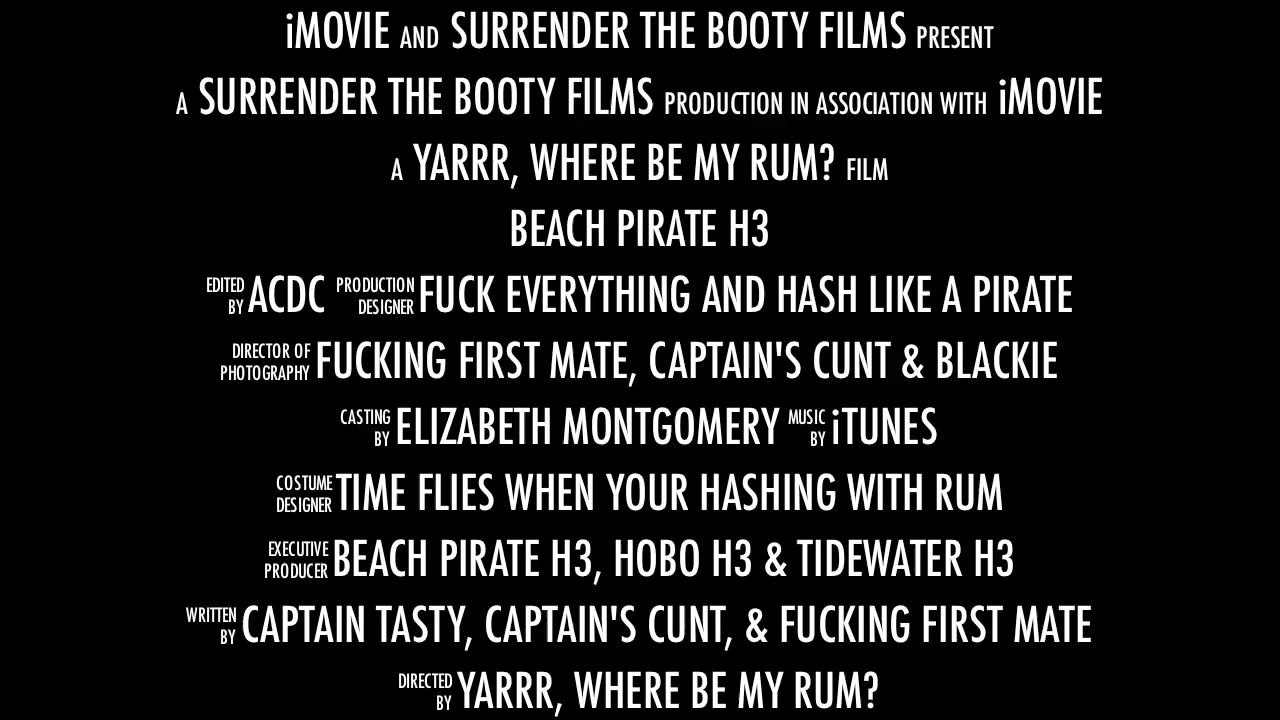 iMOVIE AND SURRENDER THE BOOTY FILMS PRESENT
A SURRENDER THE BOOTY FILMS PRODUCTION IN ASSOCIATION WITH iMOVIE
A YARRR, WHERE BE MY RUM? FILM
BEACH PIRATE H3
EDITED BY ACDC PRODUCTION DESIGNER FUCK EVERYTHING AND HASH LIKE A PIRATE
DIRECTOR OF PHOTOGRAPHY FUCKING FIRST MATE, CAPTAIN'S CUNT & BLACKIE
CASTING BY ELIZABETH MONTGOMERY MUSIC BY iTUNES
COSTUME DESIGNER TIME FLIES WHEN YOUR HASHING WITH RUM
EXECUTIVE PRODUCER BEACH PIRATE H3, HOBO H3 & TIDEWATER H3
WRITTEN BY CAPTAIN TASTY, CAPTAIN'S CUNT, & FUCKING FIRST MATE
DIRECTED BY YARRR, WHERE BE MY RUM?